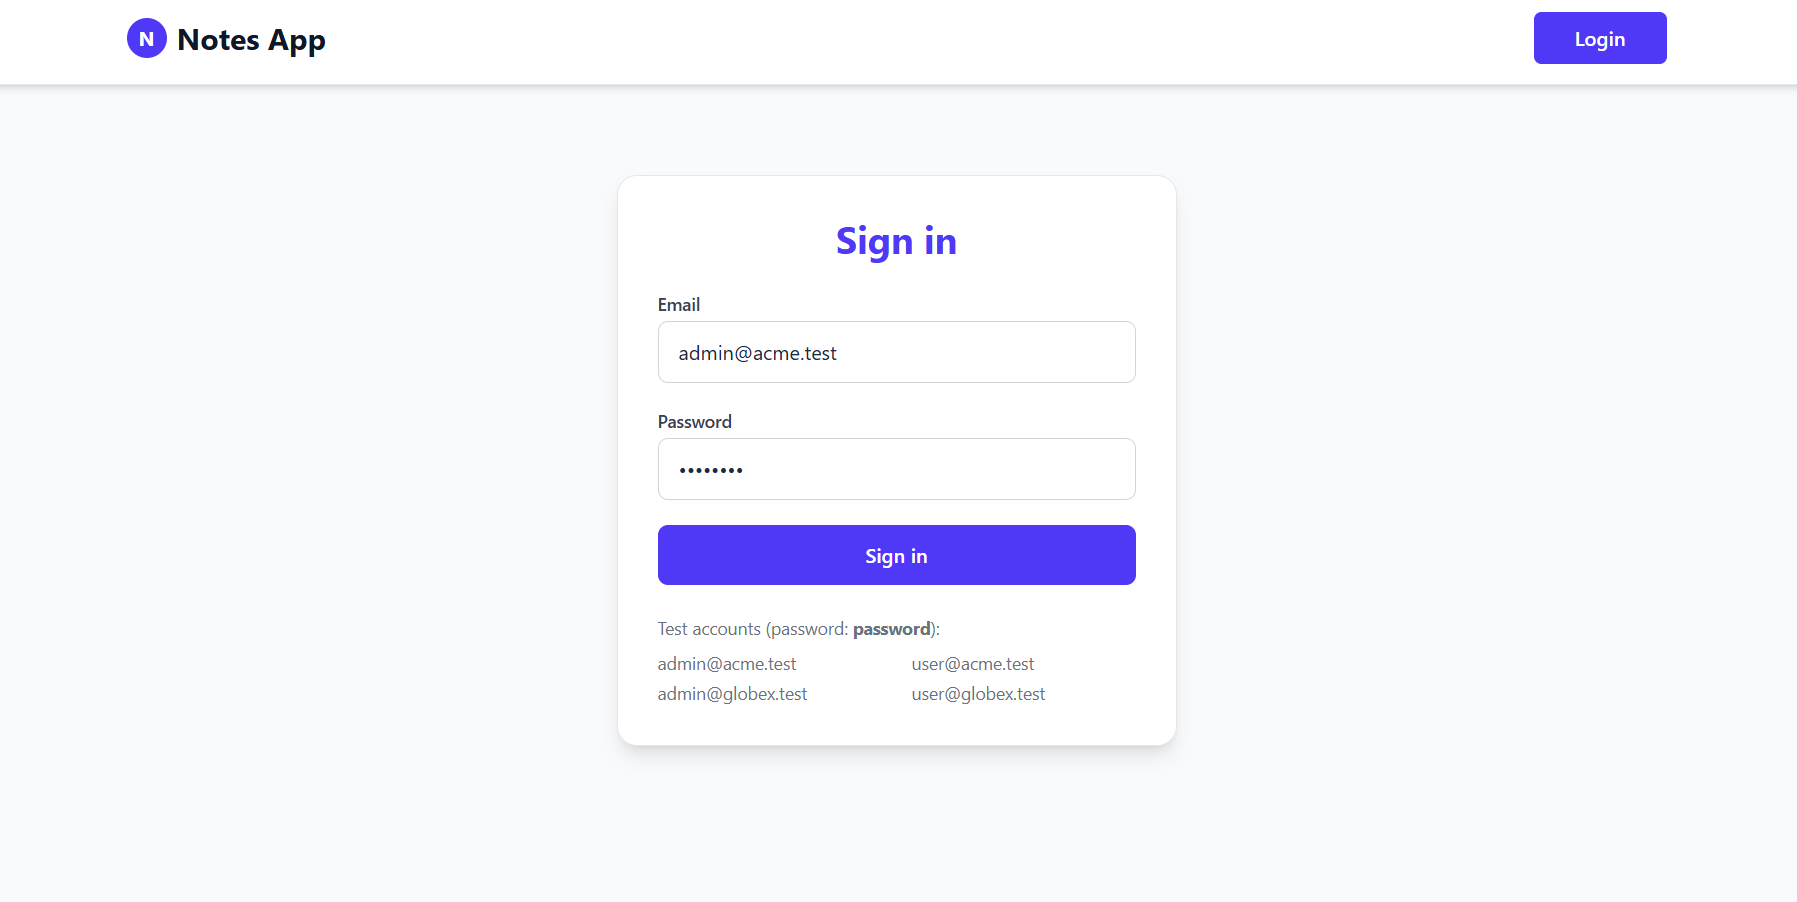 N Notes App
Login
Sign in
Email
admin@acme.test
Password
••••••••
Sign in
Test accounts (password: password):
admin@acme.test user@acme.test
admin@globex.test user@globex.test